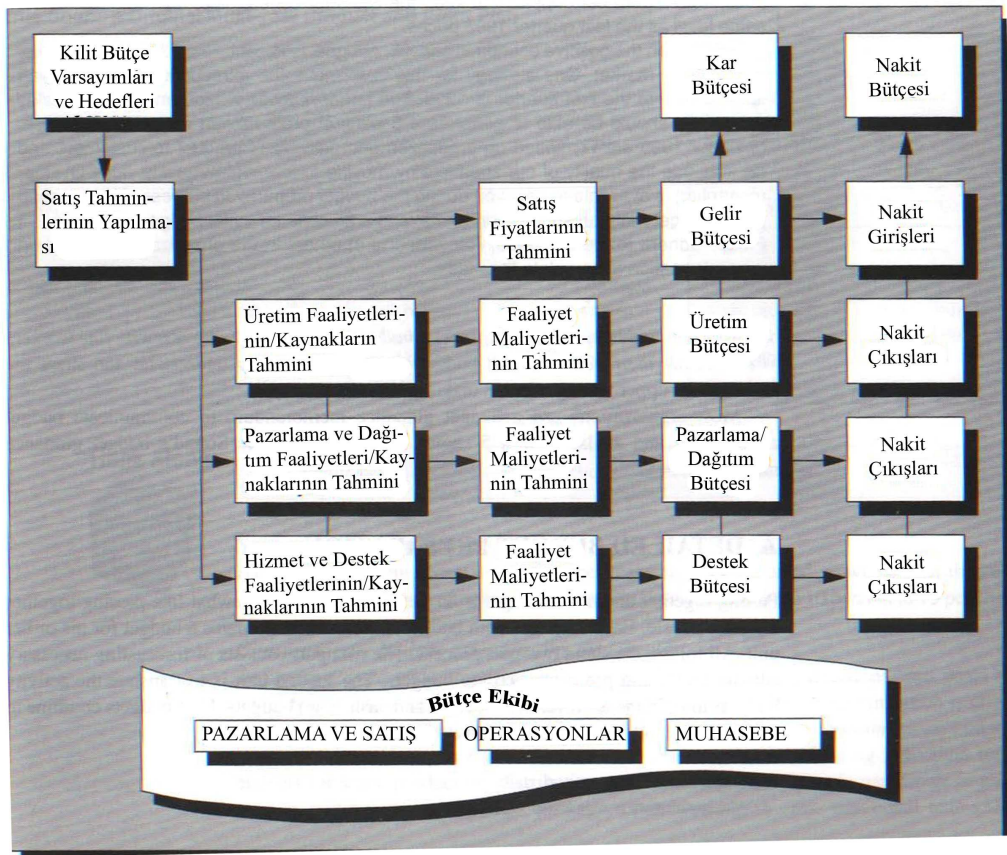 Kilit Bütçe
Varsayımları
ve Hedefleri
Kar
Bütçesi
Nakit
Bütçesi
Satış Tahmin-
lerinin Yapılma-
sı
Satış
Fiyatlarının
Tahmini
Gelir
Bütçesi
Nakit
Girişleri
Üretim Faaliyetleri-
nin/Kaynakların
Tahmini
Faaliyet
Maliyetleri-
nin Tahmini
Üretim
Bütçesi
Nakit
Çıkışları
Pazarlama ve Dağı-
tım Faaliyetleri/Kay-
naklarının Tahmini
Faaliyet
Maliyetleri-
nin Tahmini
Pazarlama/
Dağıtım
Bütçesi
Nakit
Çıkışları
Hizmet ve Destek
Faaliyetlerinin/Kay-
naklarının Tahmini
Faaliyet
Maliyetleri-
nin Tahmini
Destek
Bütçesi
Nakit
Çıkışları
Bütçe Ekibi
PAZARLAMA VE SATIŞ
OPERASYONLAR
MUHASEBE